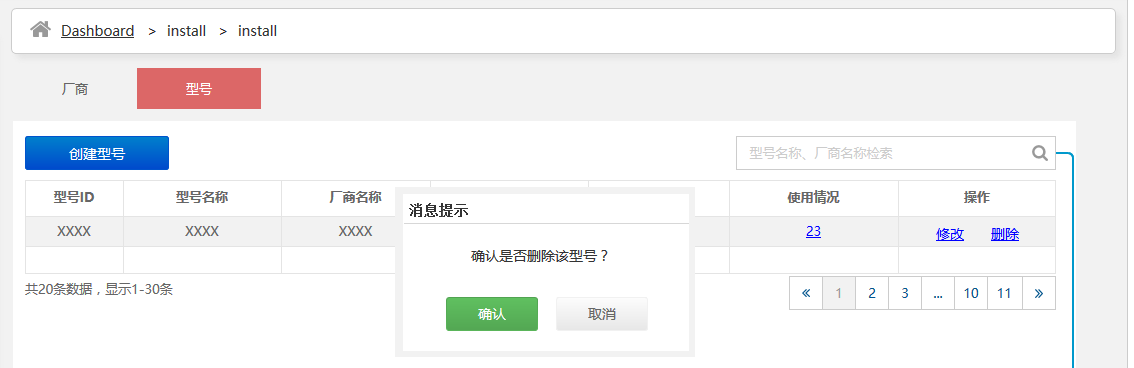 Dashboard > install > install
厂商 型号
创建型号 型号名称、厂商名称检索
型号ID 型号名称 厂商名称 使用情况 操作
消息提示
XXXX XXXX XXXX 23 修改 删除
确认是否删除该型号？
共20条数据，显示1-30条 « 1 2 3 ... 10 11 »
确认 取消